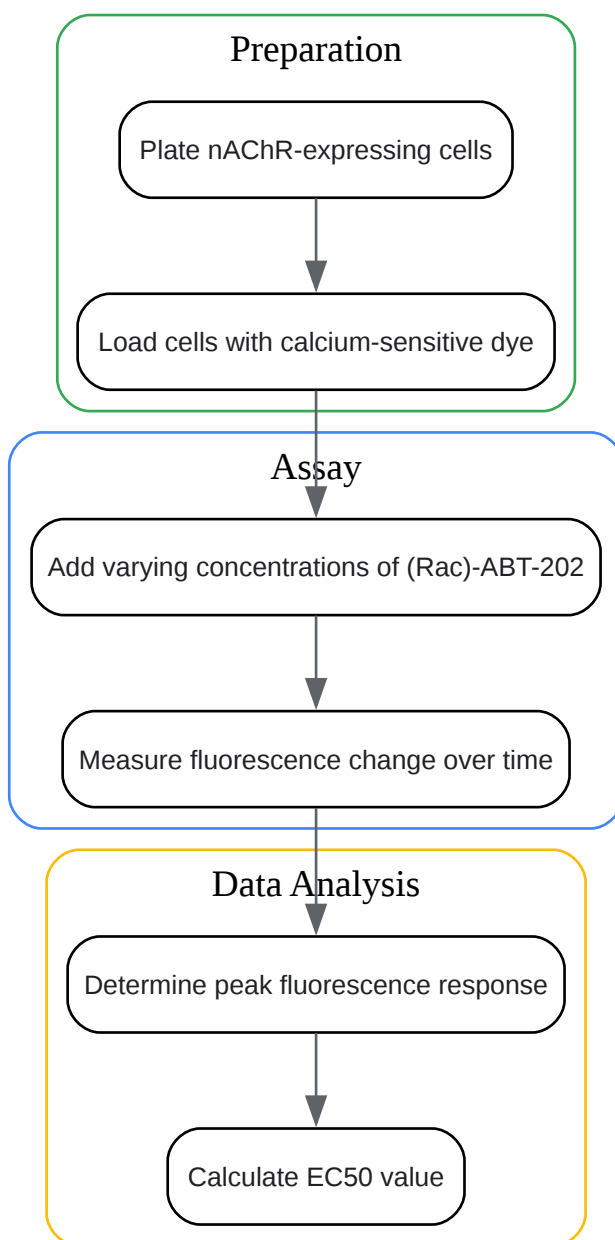 Preparation
Plate nAChR-expressing cells
Load cells with calcium-sensitive dye
Assay
Add varying concentrations of (Rac)-ABT-202
Measure fluorescence change over time
Data Analysis
Determine peak fluorescence response
Calculate EC50 value